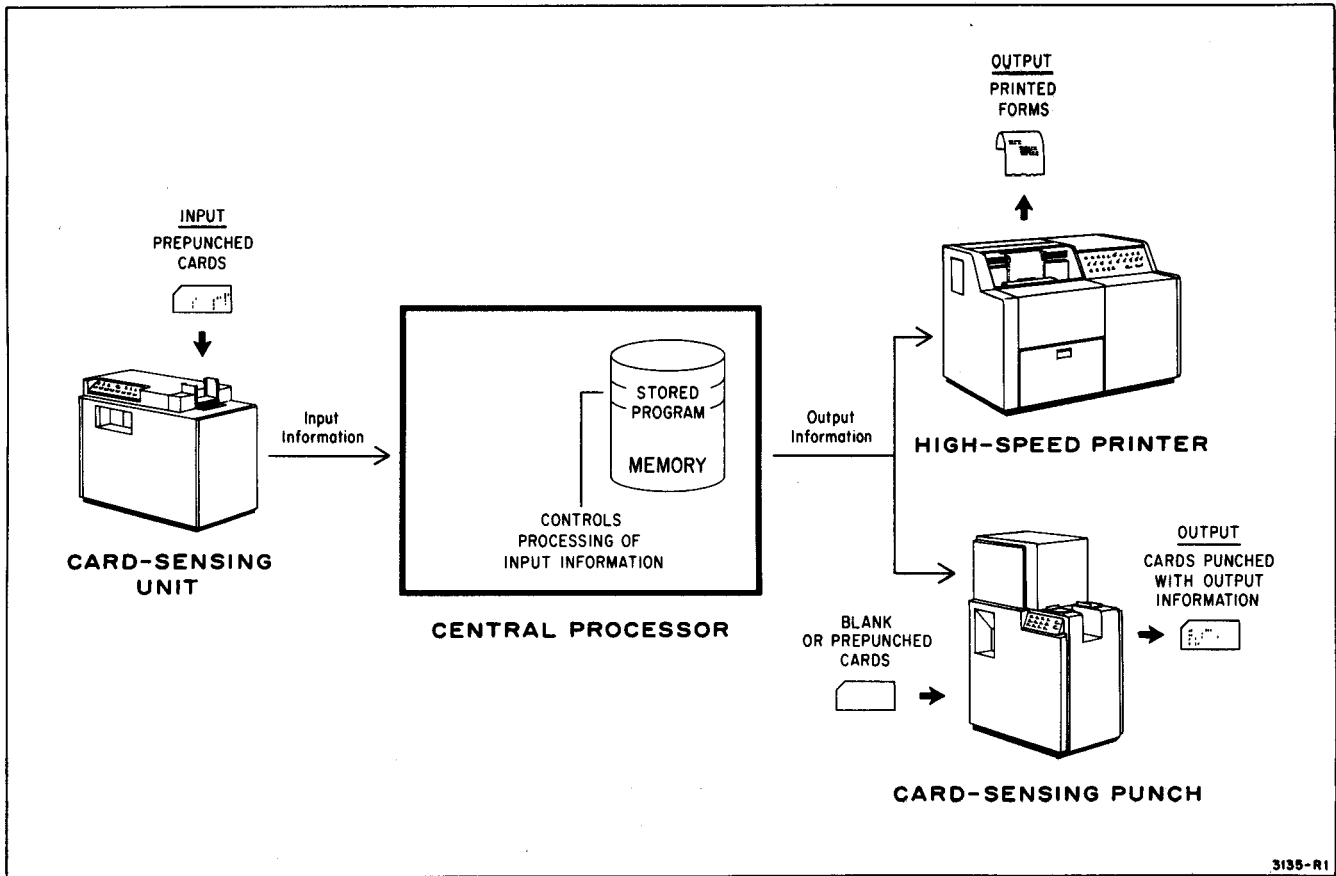 INPUT
PREPUNCHED
CARDS
CARD-SENSING
UNIT
Input
Information
STORED
PROGRAM
MEMORY
CONTROLS
PROCESSING OF
INPUT INFORMATION
CENTRAL PROCESSOR
Output
Information
OUTPUT
PRINTED
FORMS
HIGH-SPEED PRINTER
BLANK
OR PREPUNCHED
CARDS
OUTPUT
CARDS PUNCHED
WITH OUTPUT
INFORMATION
CARD-SENSING PUNCH
3135-R1